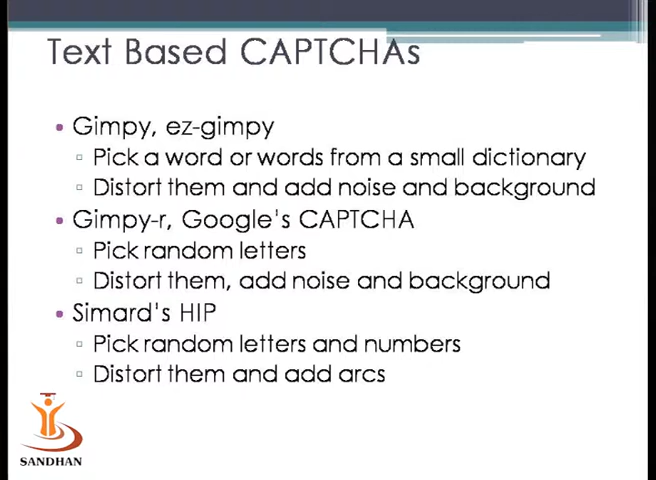 Text Based CAPTCHAs
• Gimpy, ez-gimpy
▫ Pick a word or words from a small dictionary
▫ Distort them and add noise and background
• Gimpy-r, Google's CAPTCHA
▫ Pick random letters
▫ Distort them, add noise and background
• Simard's HIP
▫ Pick random letters and numbers
▫ Distort them and add arcs
SANDHAN